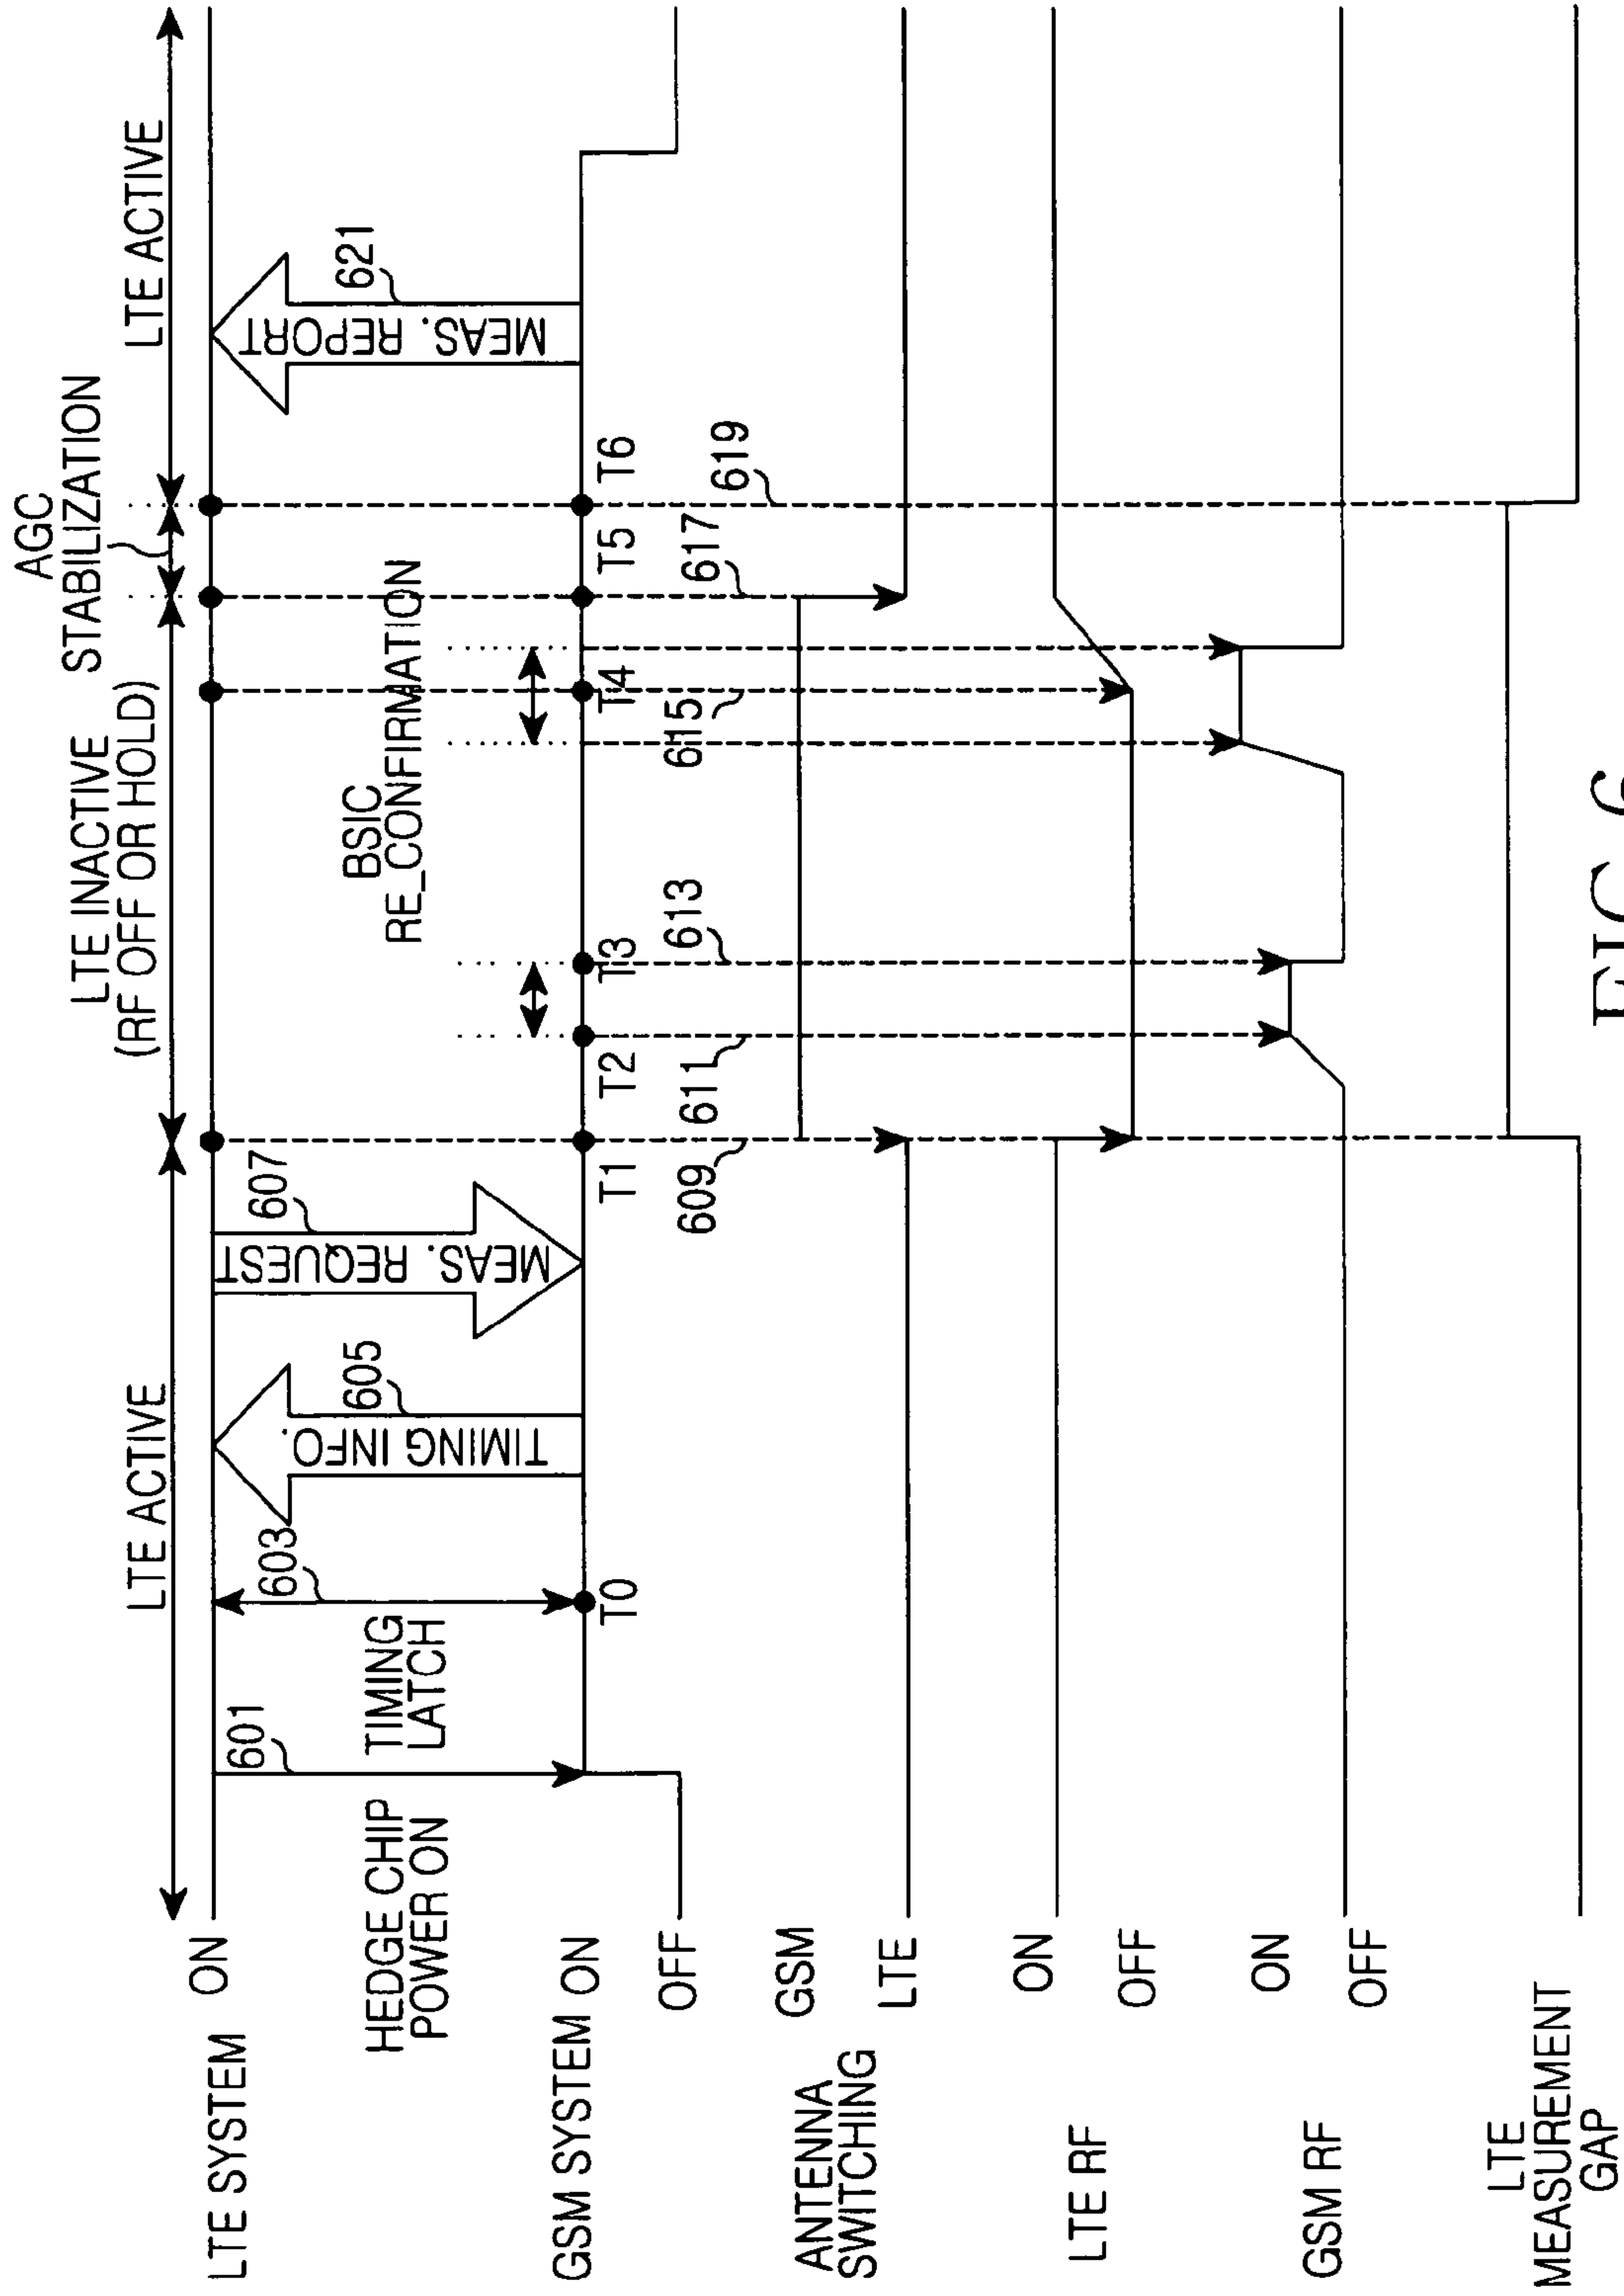 LTE ACTIVE
LTE INACTIVE
(RF OFF OR HOLD)
AGC
STABILIZATION
LTE ACTIVE
LTE SYSTEM
ON
601
603
605
607
621
HEDGE CHIP
POWER ON
TIMING
LATCH
TIMING INFO.
MEAS. REQUEST
BSIC
RE_CONFIRMATION
MEAS. REPORT
GSM SYSTEM
ON
OFF
T0
T1
T2
T3
T4
T5
T6
609
611
613
615
617
619
ANTENNA
SWITCHING
GSM
LTE
LTE RF
ON
OFF
GSM RF
ON
OFF
LTE
MEASUREMENT
GAP
FIG. 6